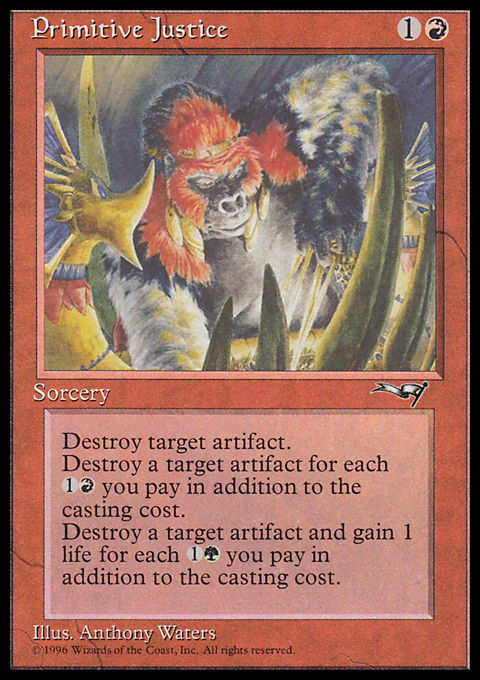 Primitive Justice 1
Sorcery
Destroy target artifact.
Destroy a target artifact for each
1 you pay in addition to the
casting cost.
Destroy a target artifact and gain 1
life for each 1 you pay in
addition to the casting cost.
Illus. Anthony Waters
©1996 Wizards of the Coast, Inc. All rights reserved.